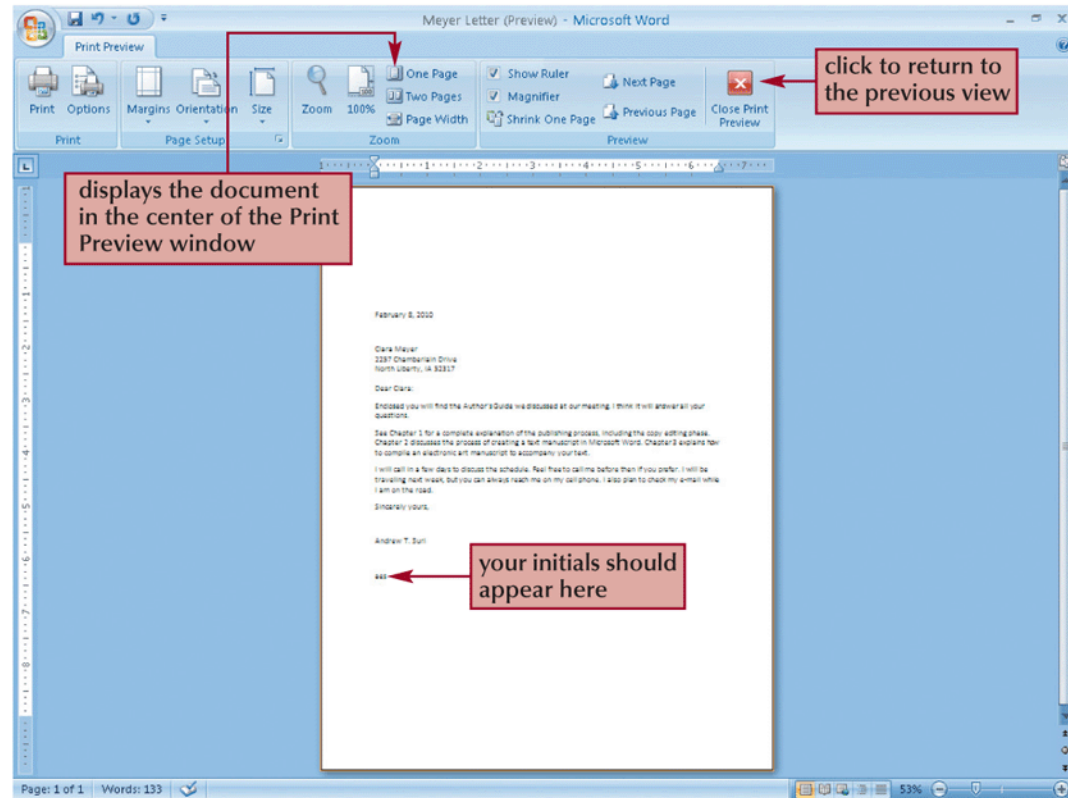 Meyer Letter (Preview) - Microsoft Word
Print Preview
Print
Options
Margins
Orientation
Size
Zoom
100%
One Page
Two Pages
Page Width
Show Ruler
Magnifier
Shrink One Page
Next Page
Previous Page
Close Print
Preview
Print
Page Setup
Zoom
Preview
click to return to
the previous view
displays the document
in the center of the Print
Preview window
February 8, 2010
Clara Meyer
2237 Chamberlain Drive
North Liberty, IA 52317
Dear Clara:
Enclosed you will find the Author's Guide we discussed at our meeting. I think it will answer all your
questions.
See Chapter 1 for a complete explanation of the publishing process, including the copy editing phase.
Chapter 2 discusses the process of creating a text manuscript in Microsoft Word. Chapter 3 explains how
to compile an electronic art manuscript to accompany your text.
I will call in a few days to discuss the schedule. Feel free to call me before then if you prefer. I will be
traveling next week, but you can always reach me on my cell phone. I also plan to check my e-mail while
I am on the road.
Sincerely yours,
Andrew T. Suri
your initials should
appear here
Page: 1 of 1
Words: 133
53%